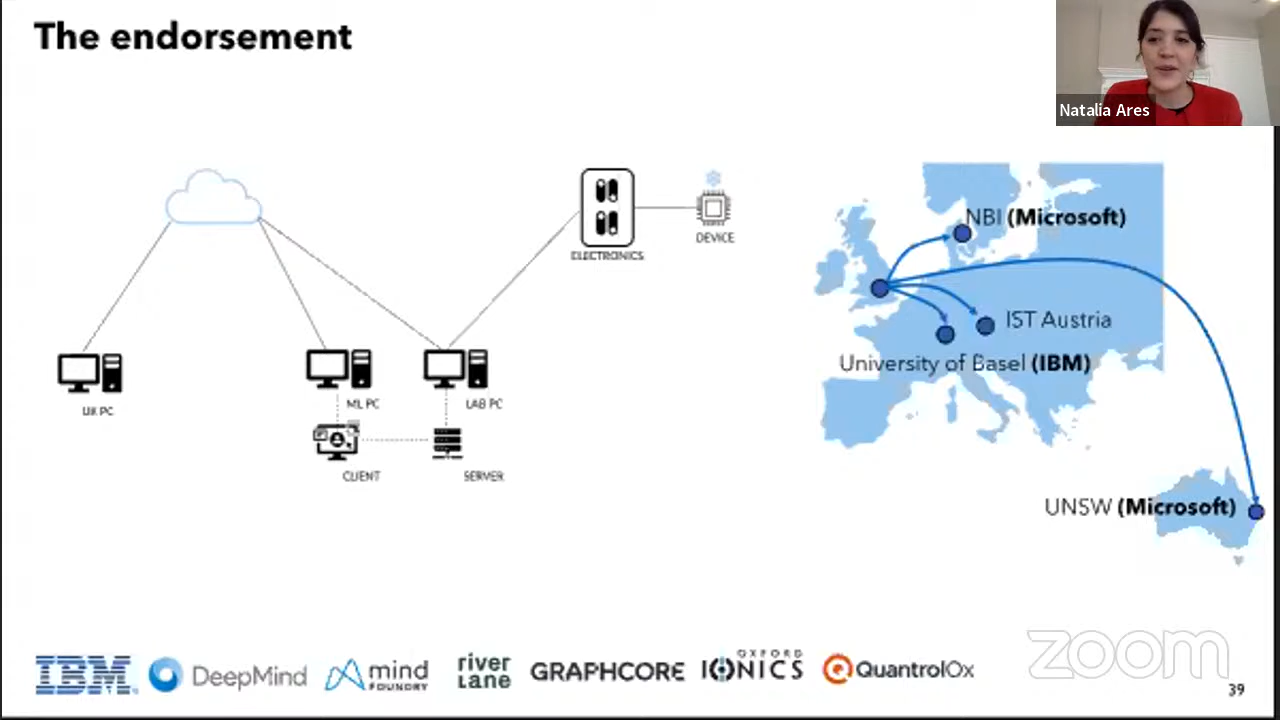 The endorsement
Natalia Ares
NBI (Microsoft)
ELECTRONICS
DEVICE
IST Austria
University of Basel (IBM)
UK PC
ML PC
LAB PC
CLIENT
SERVER
UNSW (Microsoft)
IBM
DeepMind
mind
FOUNDRY
river
LANE
GRAPHCORE
OXFORD
IONICS
QuantrolOx
zoom
39